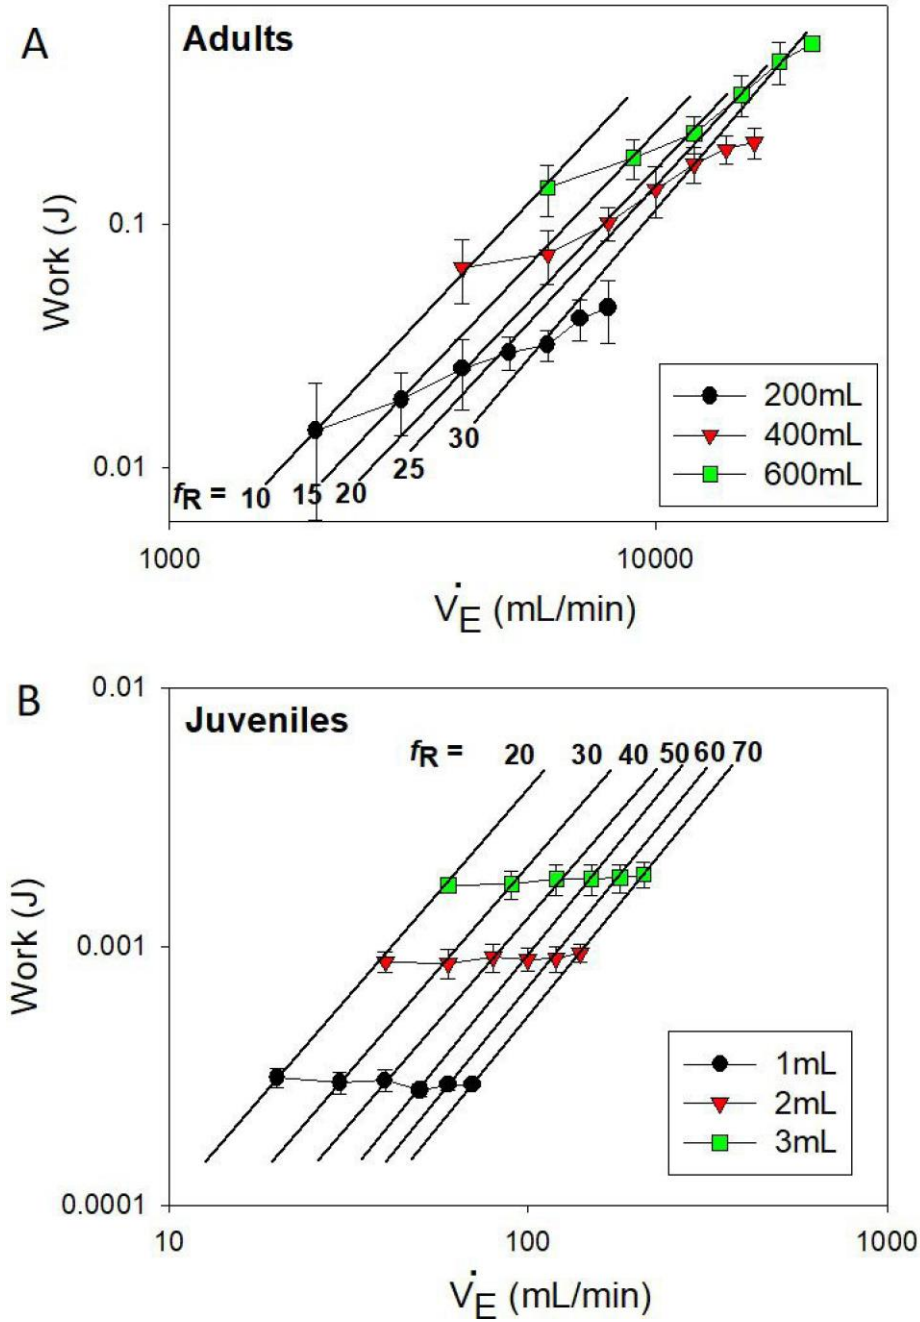 A
Adults
Work (J)
0.1
0.01
fR = 10 15 20 25 30
200mL
400mL
600mL
1000 10000
V̇E (mL/min)
B
Juveniles
Work (J)
0.01
0.001
0.0001
fR = 20 30 40 50 60 70
1mL
2mL
3mL
10 100 1000
V̇E (mL/min)